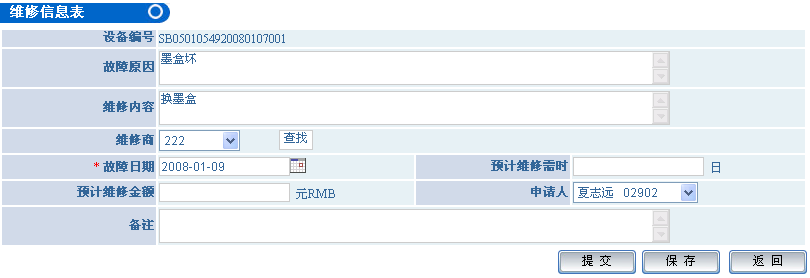 维修信息表
设备编号 SB0501054920080107001
故障原因 墨盒坏
维修内容 换墨盒
维修商 222 查找
* 故障日期 2008-01-09 预计维修需时 日
预计维修金额 元RMB 申请人 夏志远 02902
备注
提 交 保 存 返 回